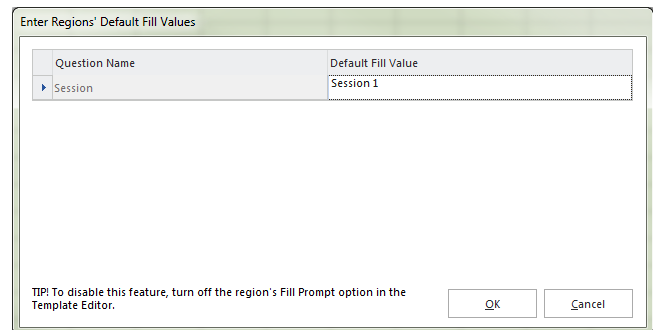 Enter Regions' Default Fill Values
Question Name Default Fill Value
Session Session 1
TIP! To disable this feature, turn off the region's Fill Prompt option in the
Template Editor.
OK Cancel